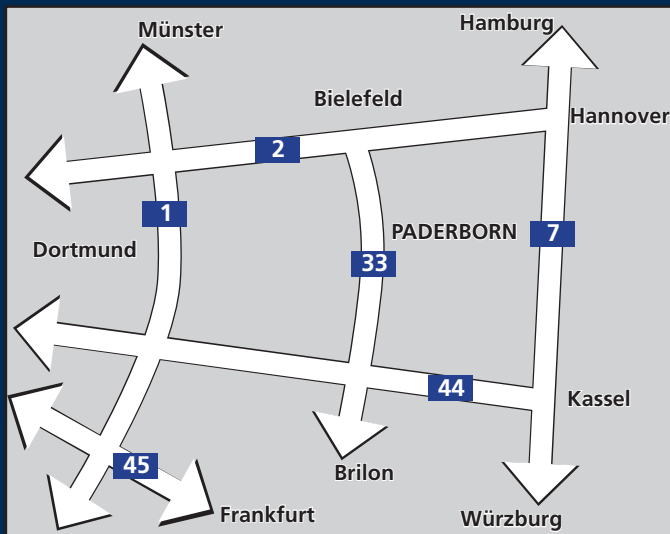 Hamburg
Münster
Bielefeld
Hannover
2
1
PADERBORN
7
Dortmund
33
44
Kassel
45
Brilon
Frankfurt
Würzburg